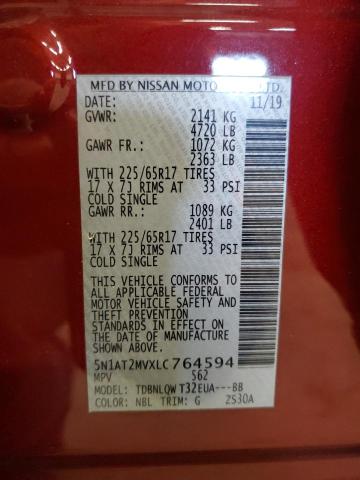 MFD BY NISSAN MOTO LTD.
DATE: 11/19
GVWR: 2141 KG
4720 LB
GAWR FR.: 1072 KG
2363 LB
WITH 225/65R17 TIRES
17 X 7J RIMS AT 33 PSI
COLD SINGLE
GAWR RR.: 1089 KG
2401 LB
WITH 225/65R17 TIRES
17 X 7J RIMS AT 33 PSI
COLD SINGLE
THIS VEHICLE CONFORMS TO
ALL APPLICABLE FEDERAL
MOTOR VEHICLE SAFETY AND
THEFT PREVENTION
STANDARDS IN EFFECT ON
THE DATE OF MANUFACTURE
SHOWN ABOVE.
5N1AT2MVXLC764594
MPV 562
MODEL: TDBNLQW T32EUA---BB
COLOR: NBL TRIM: G 2S30A